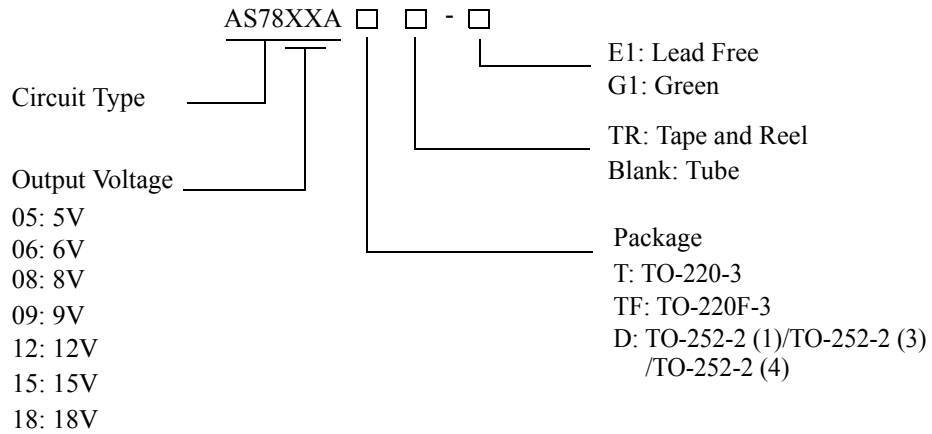 AS78XXA □ □ - □
E1: Lead Free
G1: Green
Circuit Type
TR: Tape and Reel
Blank: Tube
Output Voltage
05: 5V
06: 6V
08: 8V
09: 9V
12: 12V
15: 15V
18: 18V
Package
T: TO-220-3
TF: TO-220F-3
D: TO-252-2 (1)/TO-252-2 (3)
/TO-252-2 (4)